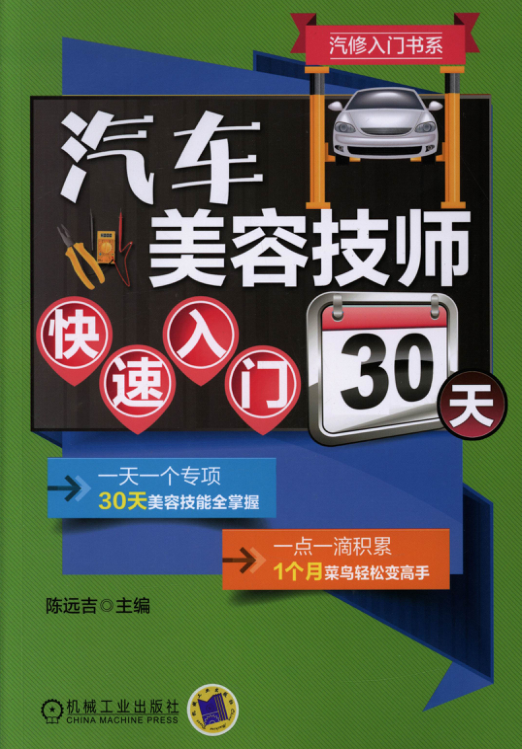 汽修入门书系
汽车
美容技师
快速入门
30天
一天一个专项
30天美容技能全掌握
一点一滴积累
1个月菜鸟轻松变高手
陈远吉◎主编
机械工业出版社
CHINA MACHINE PRESS